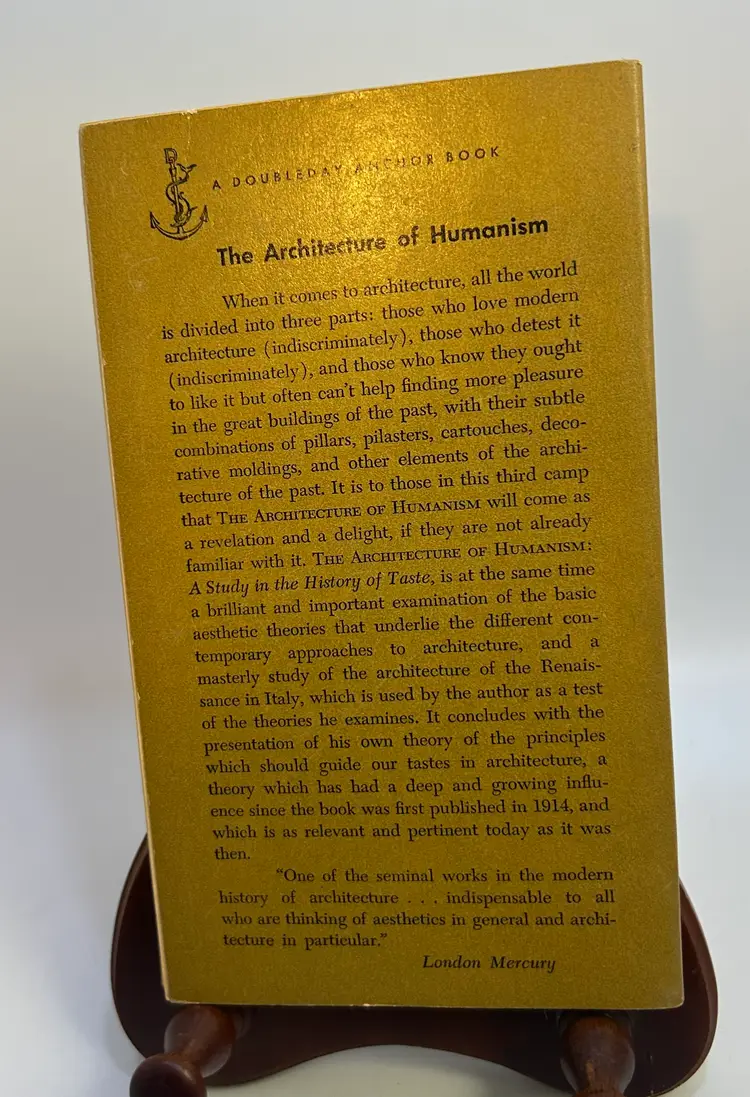 A DOUBLEDAY ANCHOR BOOK
The Architecture of Humanism
When it comes to architecture, all the world
is divided into three parts: those who love modern
architecture (indiscriminately), those who detest it
(indiscriminately), and those who know they ought
to like it but often can't help finding more pleasure
in the great buildings of the past, with their subtle
combinations of pillars, pilasters, cartouches, deco-
rative moldings, and other elements of the archi-
tecture of the past. It is to those in this third camp
that THE ARCHITECTURE OF HUMANISM will come as
a revelation and a delight, if they are not already
familiar with it. THE ARCHITECTURE OF HUMANISM:
A Study in the History of Taste, is at the same time
a brilliant and important examination of the basic
aesthetic theories that underlie the different con-
temporary approaches to architecture, and a
masterly study of the architecture of the Renais-
sance in Italy, which is used by the author as a test
of the theories he examines. It concludes with the
presentation of his own theory of the principles
which should guide our tastes in architecture, a
theory which has had a deep and growing influ-
ence since the book was first published in 1914, and
which is as relevant and pertinent today as it was
then.
"One of the seminal works in the modern
history of architecture . . . indispensable to all
who are thinking of aesthetics in general and archi-
tecture in particular."
London Mercury